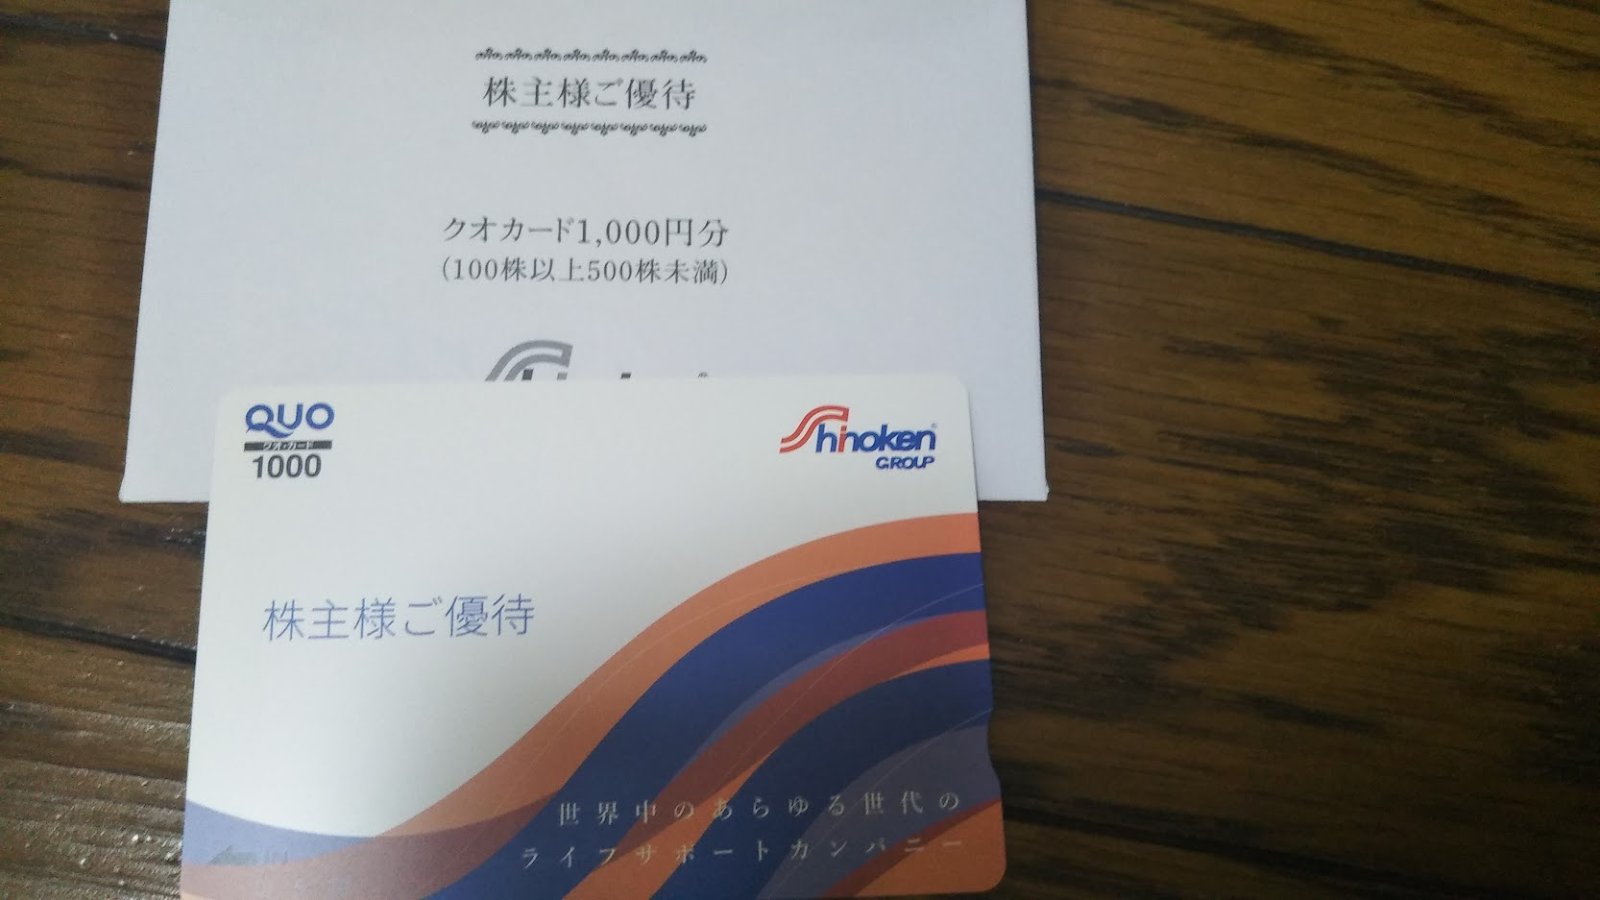 株主様ご優待
クオカード1,000円分
(100株以上500株未満)
QUO
クオ・カード
1000
Shinoken
GROUP
株主様ご優待
世界中のあらゆる世代の
ライフサポートカンパニー